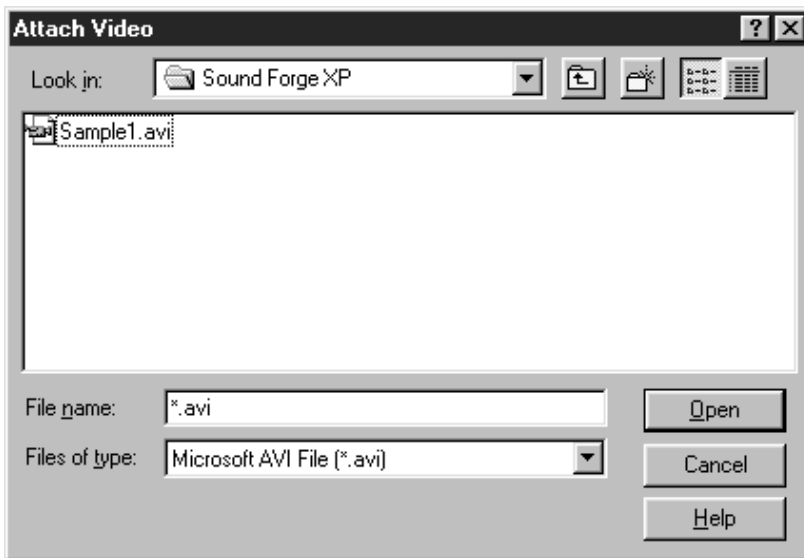 Attach Video
Look in: Sound Forge XP
Sample1.avi
File name: *.avi
Open
Files of type: Microsoft AVI File (*.avi)
Cancel
Help